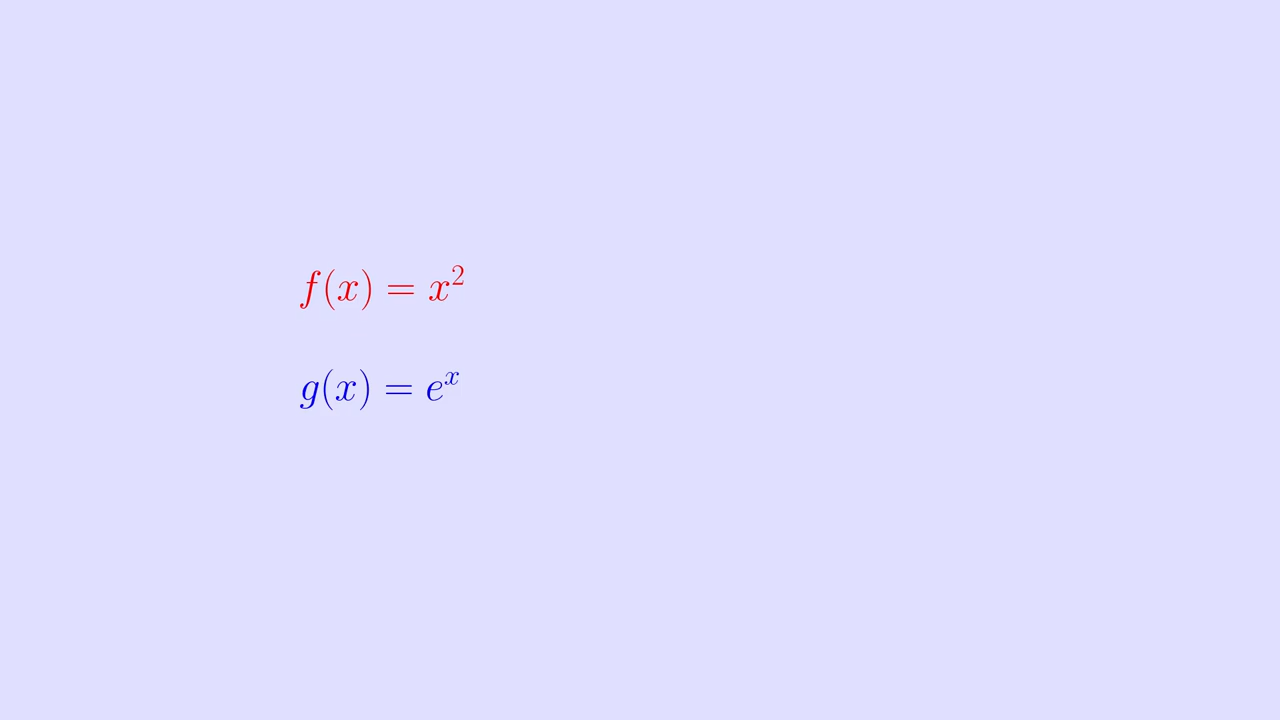 f(x) = x²
g(x) = eˣ